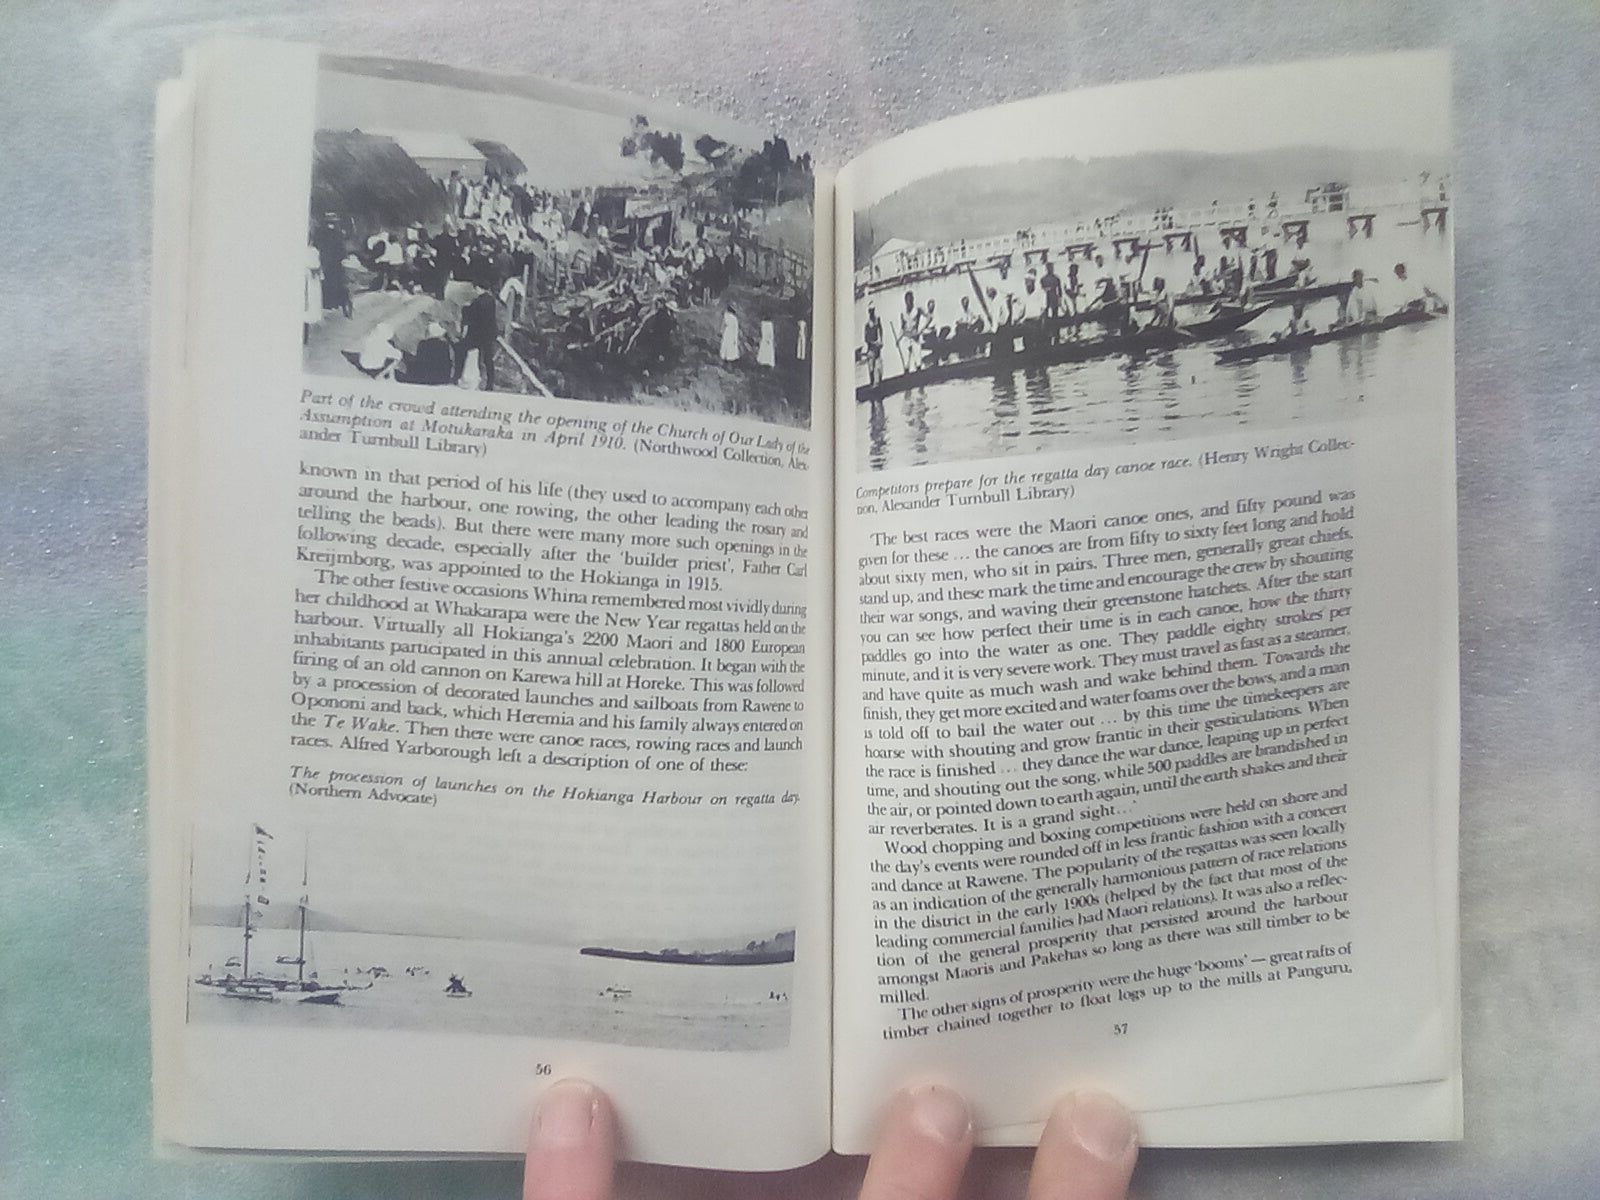 Part of the crowd attending the opening of the Church of Our Lady of the
Assumption at Motukaraka in April 1910. (Northwood Collection, Alex-
ander Turnbull Library)
known in that period of his life (they used to accompany each other
around the harbour, one rowing, the other leading the rosary and
telling the beads). But there were many more such openings in the
following decade, especially after the 'builder priest', Father Carl
Kreijmborg, was appointed to the Hokianga in 1915.
The other festive occasions Whina remembered most vividly during
her childhood at Whakarapa were the New Year regattas held on the
harbour. Virtually all Hokianga's 2200 Maori and 1800 European
inhabitants participated in this annual celebration. It began with the
firing of an old cannon on Karewa hill at Horeke. This was followed
by a procession of decorated launches and sailboats from Rawene to
Opononi and back, which Heremia and his family always entered on
the Te Wake. Then there were canoe races, rowing races and launch
races. Alfred Yarborough left a description of one of these:
The procession of launches on the Hokianga Harbour on regatta day.
(Northern Advocate)
56
Competitors prepare for the regatta day canoe race. (Henry Wright Collec-
tion, Alexander Turnbull Library)
'The best races were the Maori canoe ones, and fifty pound was
given for these ... the canoes are from fifty to sixty feet long and hold
about sixty men, who sit in pairs. Three men, generally great chiefs,
stand up, and these mark the time and encourage the crew by shouting
their war songs, and waving their greenstone hatchets. After the start
you can see how perfect their time is in each canoe, how the thirty
paddles go into the water as one. They paddle eighty strokes per
minute, and it is very severe work. They must travel as fast as a steamer,
and have quite as much wash and wake behind them. Towards the
finish, they get more excited and water foams over the bows, and a man
is told off to bail the water out ... by this time the timekeepers are
hoarse with shouting and grow frantic in their gesticulations. When
the race is finished ... they dance the war dance, leaping up in perfect
time, and shouting out the song, while 500 paddles are brandished in
the air, or pointed down to earth again, until the earth shakes and their
air reverberates. It is a grand sight...'
Wood chopping and boxing competitions were held on shore and
the day's events were rounded off in less frantic fashion with a concert
and dance at Rawene. The popularity of the regattas was seen locally
as an indication of the generally harmonious pattern of race relations
in the district in the early 1900s (helped by the fact that most of the
leading commercial families had Maori relations). It was also a reflec-
tion of the general prosperity that persisted around the harbour
amongst Maoris and Pakehas so long as there was still timber to be
milled.
The other signs of prosperity were the huge 'booms' — great rafts of
timber chained together to float logs up to the mills at Panguru,
57